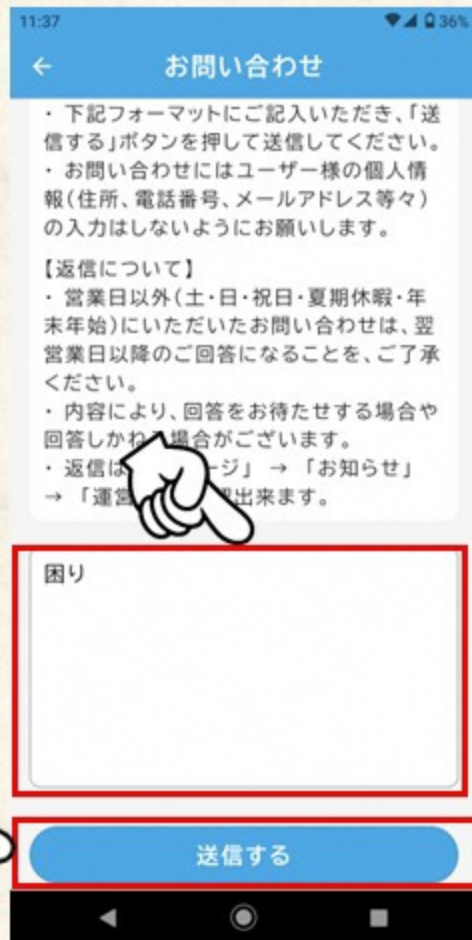 11:37
36%
お問い合わせ
・ 下記フォーマットにご記入いただき、「送
信する」ボタンを押して送信してください。
・ お問い合わせにはユーザー様の個人情
報(住所、電話番号、メールアドレス等々)
の入力はしないようにお願いします。
【返信について】
・ 営業日以外(土・日・祝日・夏期休暇・年
末年始)にいただいたお問い合わせは、翌
営業日以降のご回答になることを、ご了承
ください。
・ 内容により、回答をお待たせする場合や
回答しかね 場合がございます。
・ 返信は ージ」 → 「お知らせ」
→ 「運営 出来ます。
困り
送信する